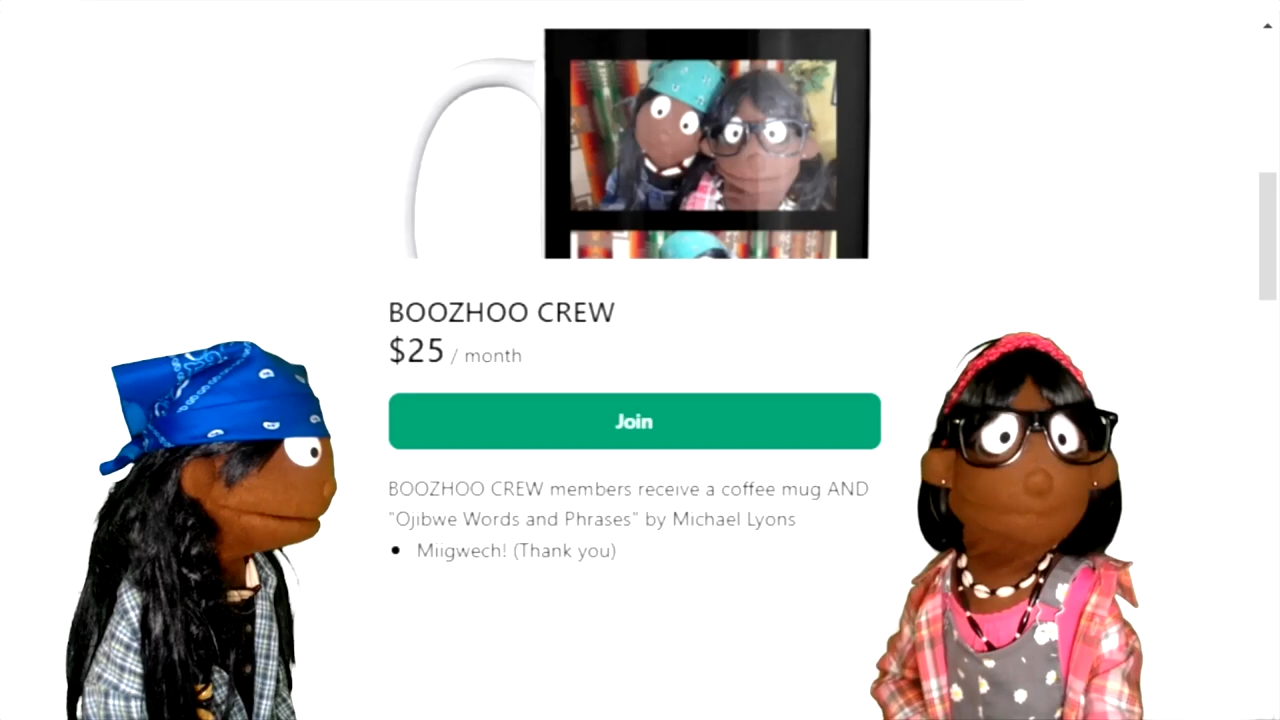 BOOZHOO CREW
$25 / month
Join
BOOZHOO CREW members receive a coffee mug AND
"Ojibwe Words and Phrases" by Michael Lyons
• Miigwech! (Thank you)